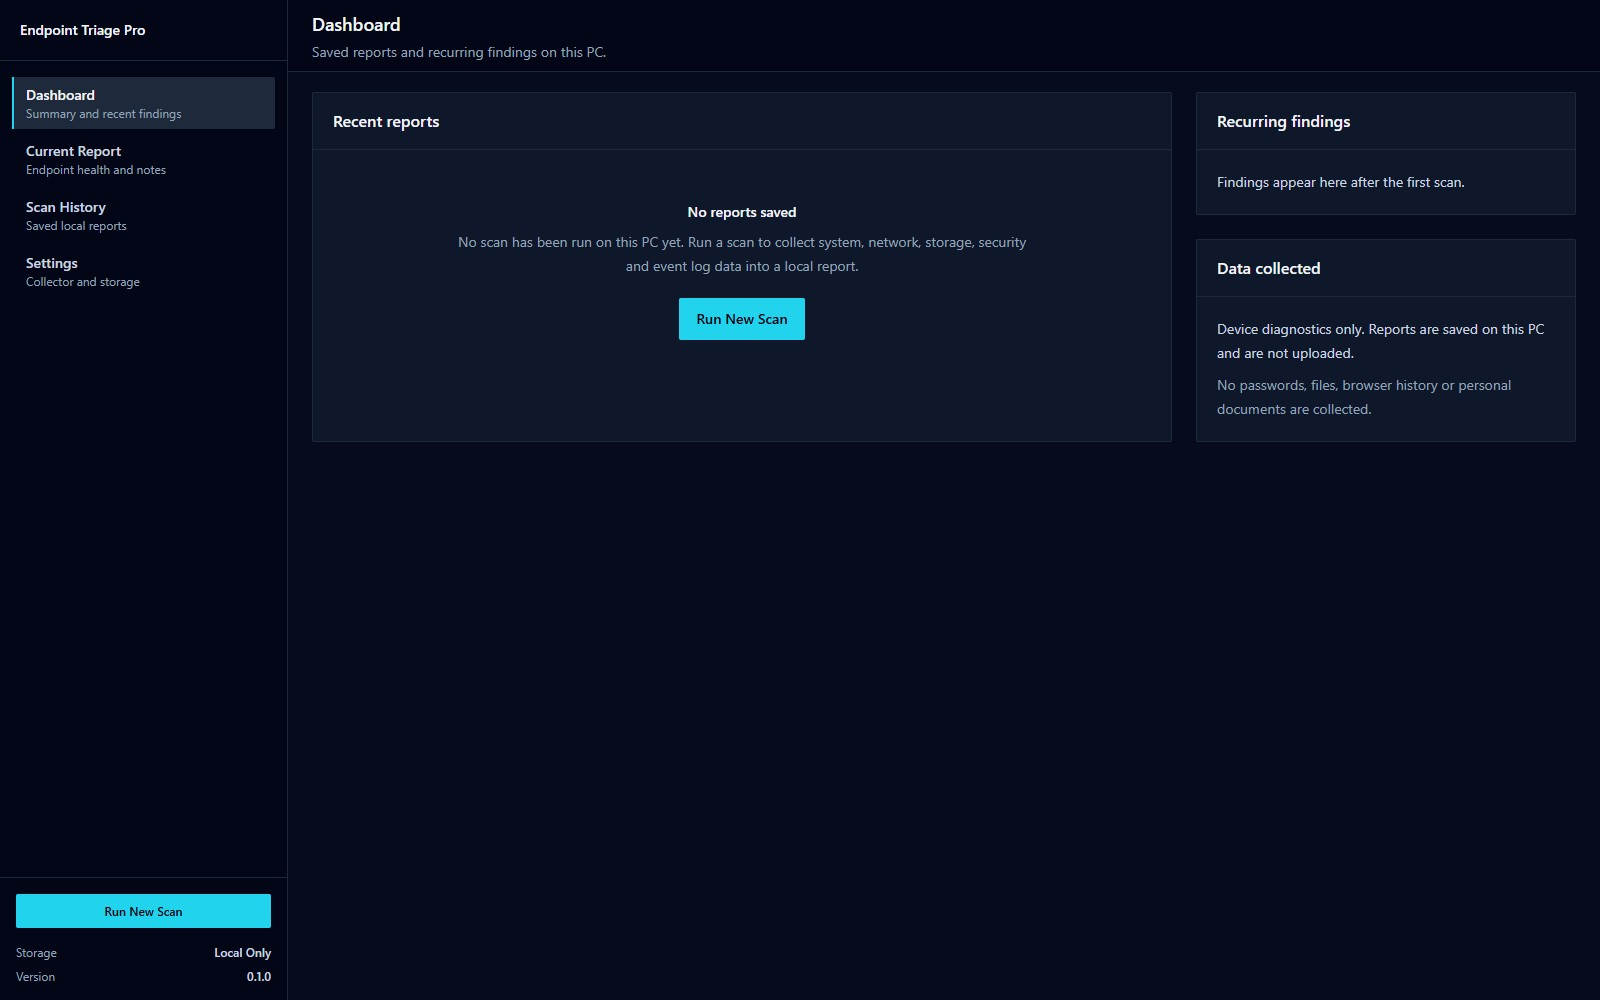 Endpoint Triage Pro
Dashboard
Summary and recent findings
Current Report
Endpoint health and notes
Scan History
Saved local reports
Settings
Collector and storage
Run New Scan
Storage Local Only
Version 0.1.0
Dashboard
Saved reports and recurring findings on this PC.
Recent reports
No reports saved
No scan has been run on this PC yet. Run a scan to collect system, network, storage, security
and event log data into a local report.
Run New Scan
Recurring findings
Findings appear here after the first scan.
Data collected
Device diagnostics only. Reports are saved on this PC
and are not uploaded.
No passwords, files, browser history or personal
documents are collected.